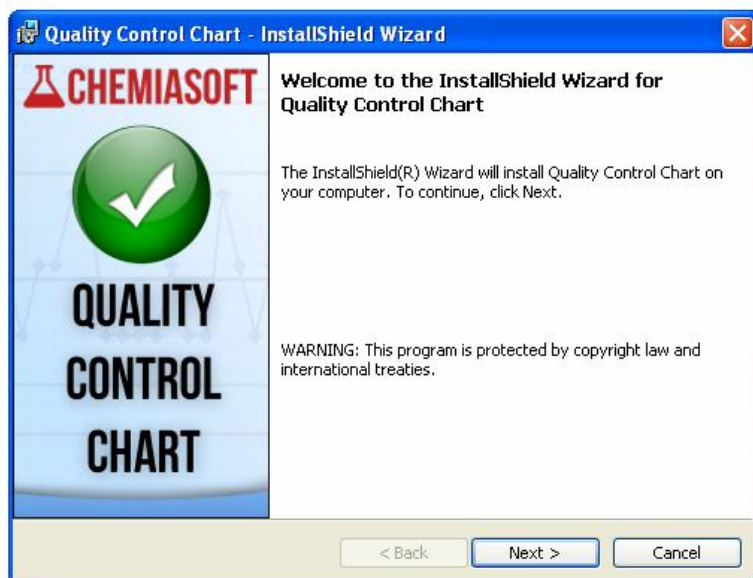 Quality Control Chart - InstallShield Wizard
CHEMIASOFT
QUALITY
CONTROL
CHART
Welcome to the InstallShield Wizard for
Quality Control Chart
The InstallShield(R) Wizard will install Quality Control Chart on
your computer. To continue, click Next.
WARNING: This program is protected by copyright law and
international treaties.
< Back
Next >
Cancel